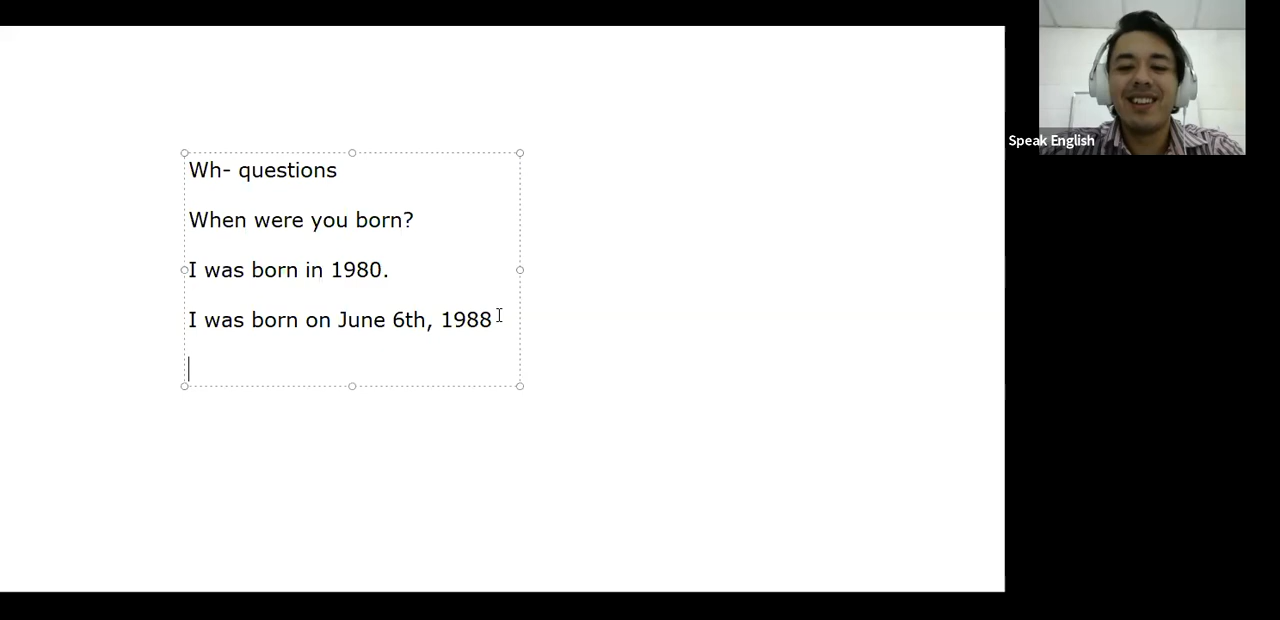 Wh- questions
When were you born?
I was born in 1980.
I was born on June 6th, 1988
Speak English